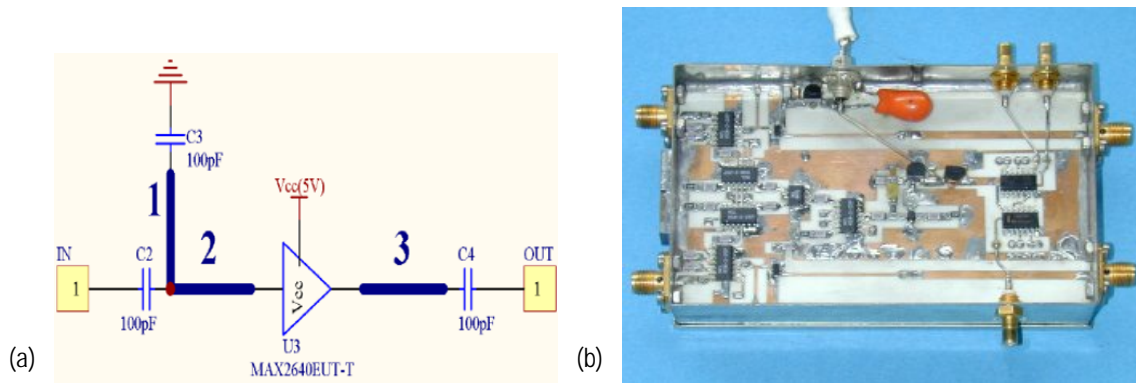 C3
100pF
1
Vcc(5V)
2
3
IN
C2
C4
OUT
1
Vcc
1
100pF
100pF
U3
MAX2640EUT-T
(a)
(b)